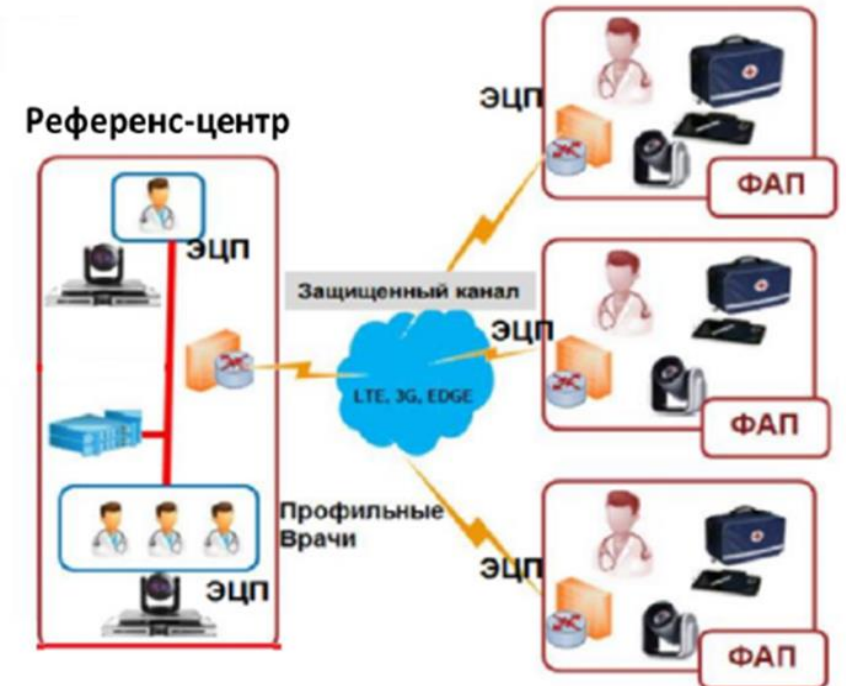 Референс-центр
ЭЦП
Защищенный канал
LTE, 3G, EDGE
Профильные
Врачи
ЭЦП
ЭЦП
ФАП
ЭЦП
ФАП
ЭЦП
ФАП